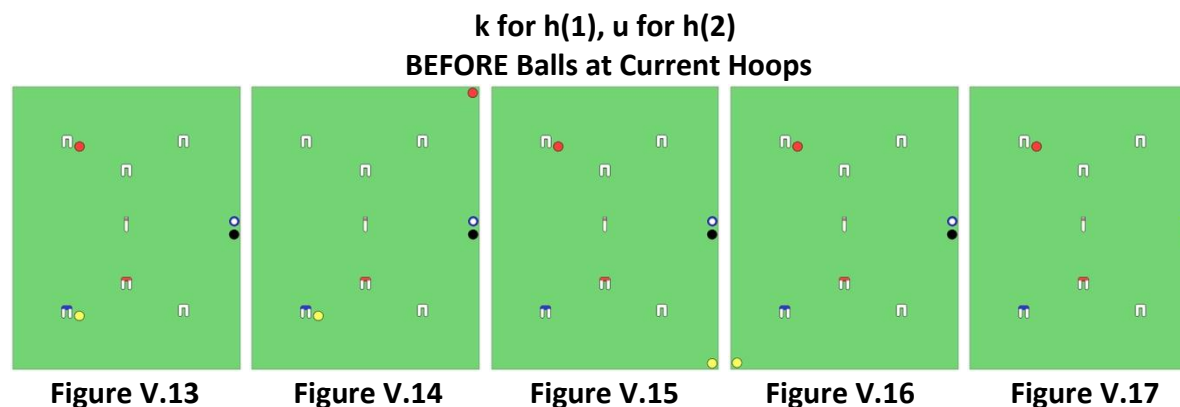 k for h(1), u for h(2)
BEFORE Balls at Current Hoops
Figure V.13 Figure V.14 Figure V.15 Figure V.16 Figure V.17